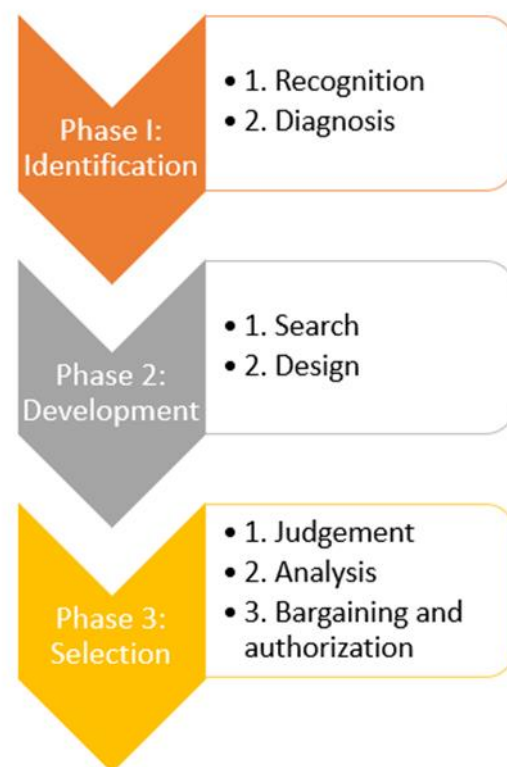 Phase I:
Identification
• 1. Recognition
• 2. Diagnosis
Phase 2:
Development
• 1. Search
• 2. Design
Phase 3:
Selection
• 1. Judgement
• 2. Analysis
• 3. Bargaining and
authorization